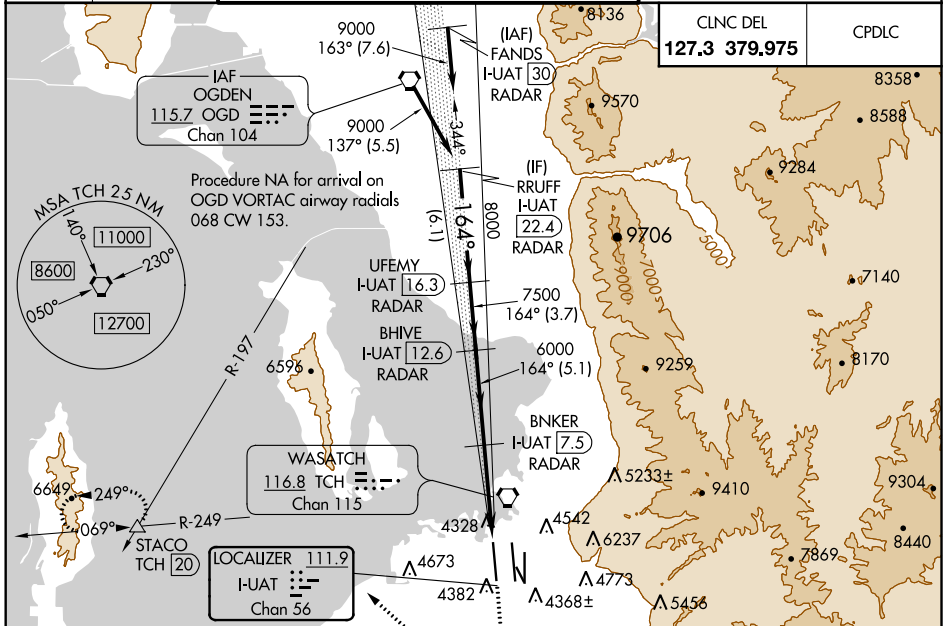 CLNC DEL
127.3 379.975
CPDLC
8136
9000
163° (7.6)
(IAF)
FANDS
I-UAT 30
RADAR
IAF
OGDEN
115.7 OGD
Chan 104
9000
137° (5.5)
344°
9570
8358
8588
9284
Procedure NA for arrival on
OGD VORTAC airway radials
068 CW 153.
MSA TCH 25 NM
140°
11000
8600
230°
050°
12700
(IF)
RRUFF
I-UAT
22.4
RADAR
164°
8000
(6.1)
9706
5000
7000
9000
7140
UFEMY
I-UAT 16.3
RADAR
7500
164° (3.7)
BHIVE
I-UAT 12.6
RADAR
6000
164° (5.1)
R-197
6596
9259
8170
BNKER
I-UAT 7.5
RADAR
WASATCH
116.8 TCH
Chan 115
5233±
9410
9304
6649
249°
069°
R-249
STACO
TCH 20
4328
4542
6237
8440
7869
LOCALIZER 111.9
I-UAT
Chan 56
4673
4382
4368±
4773
5456